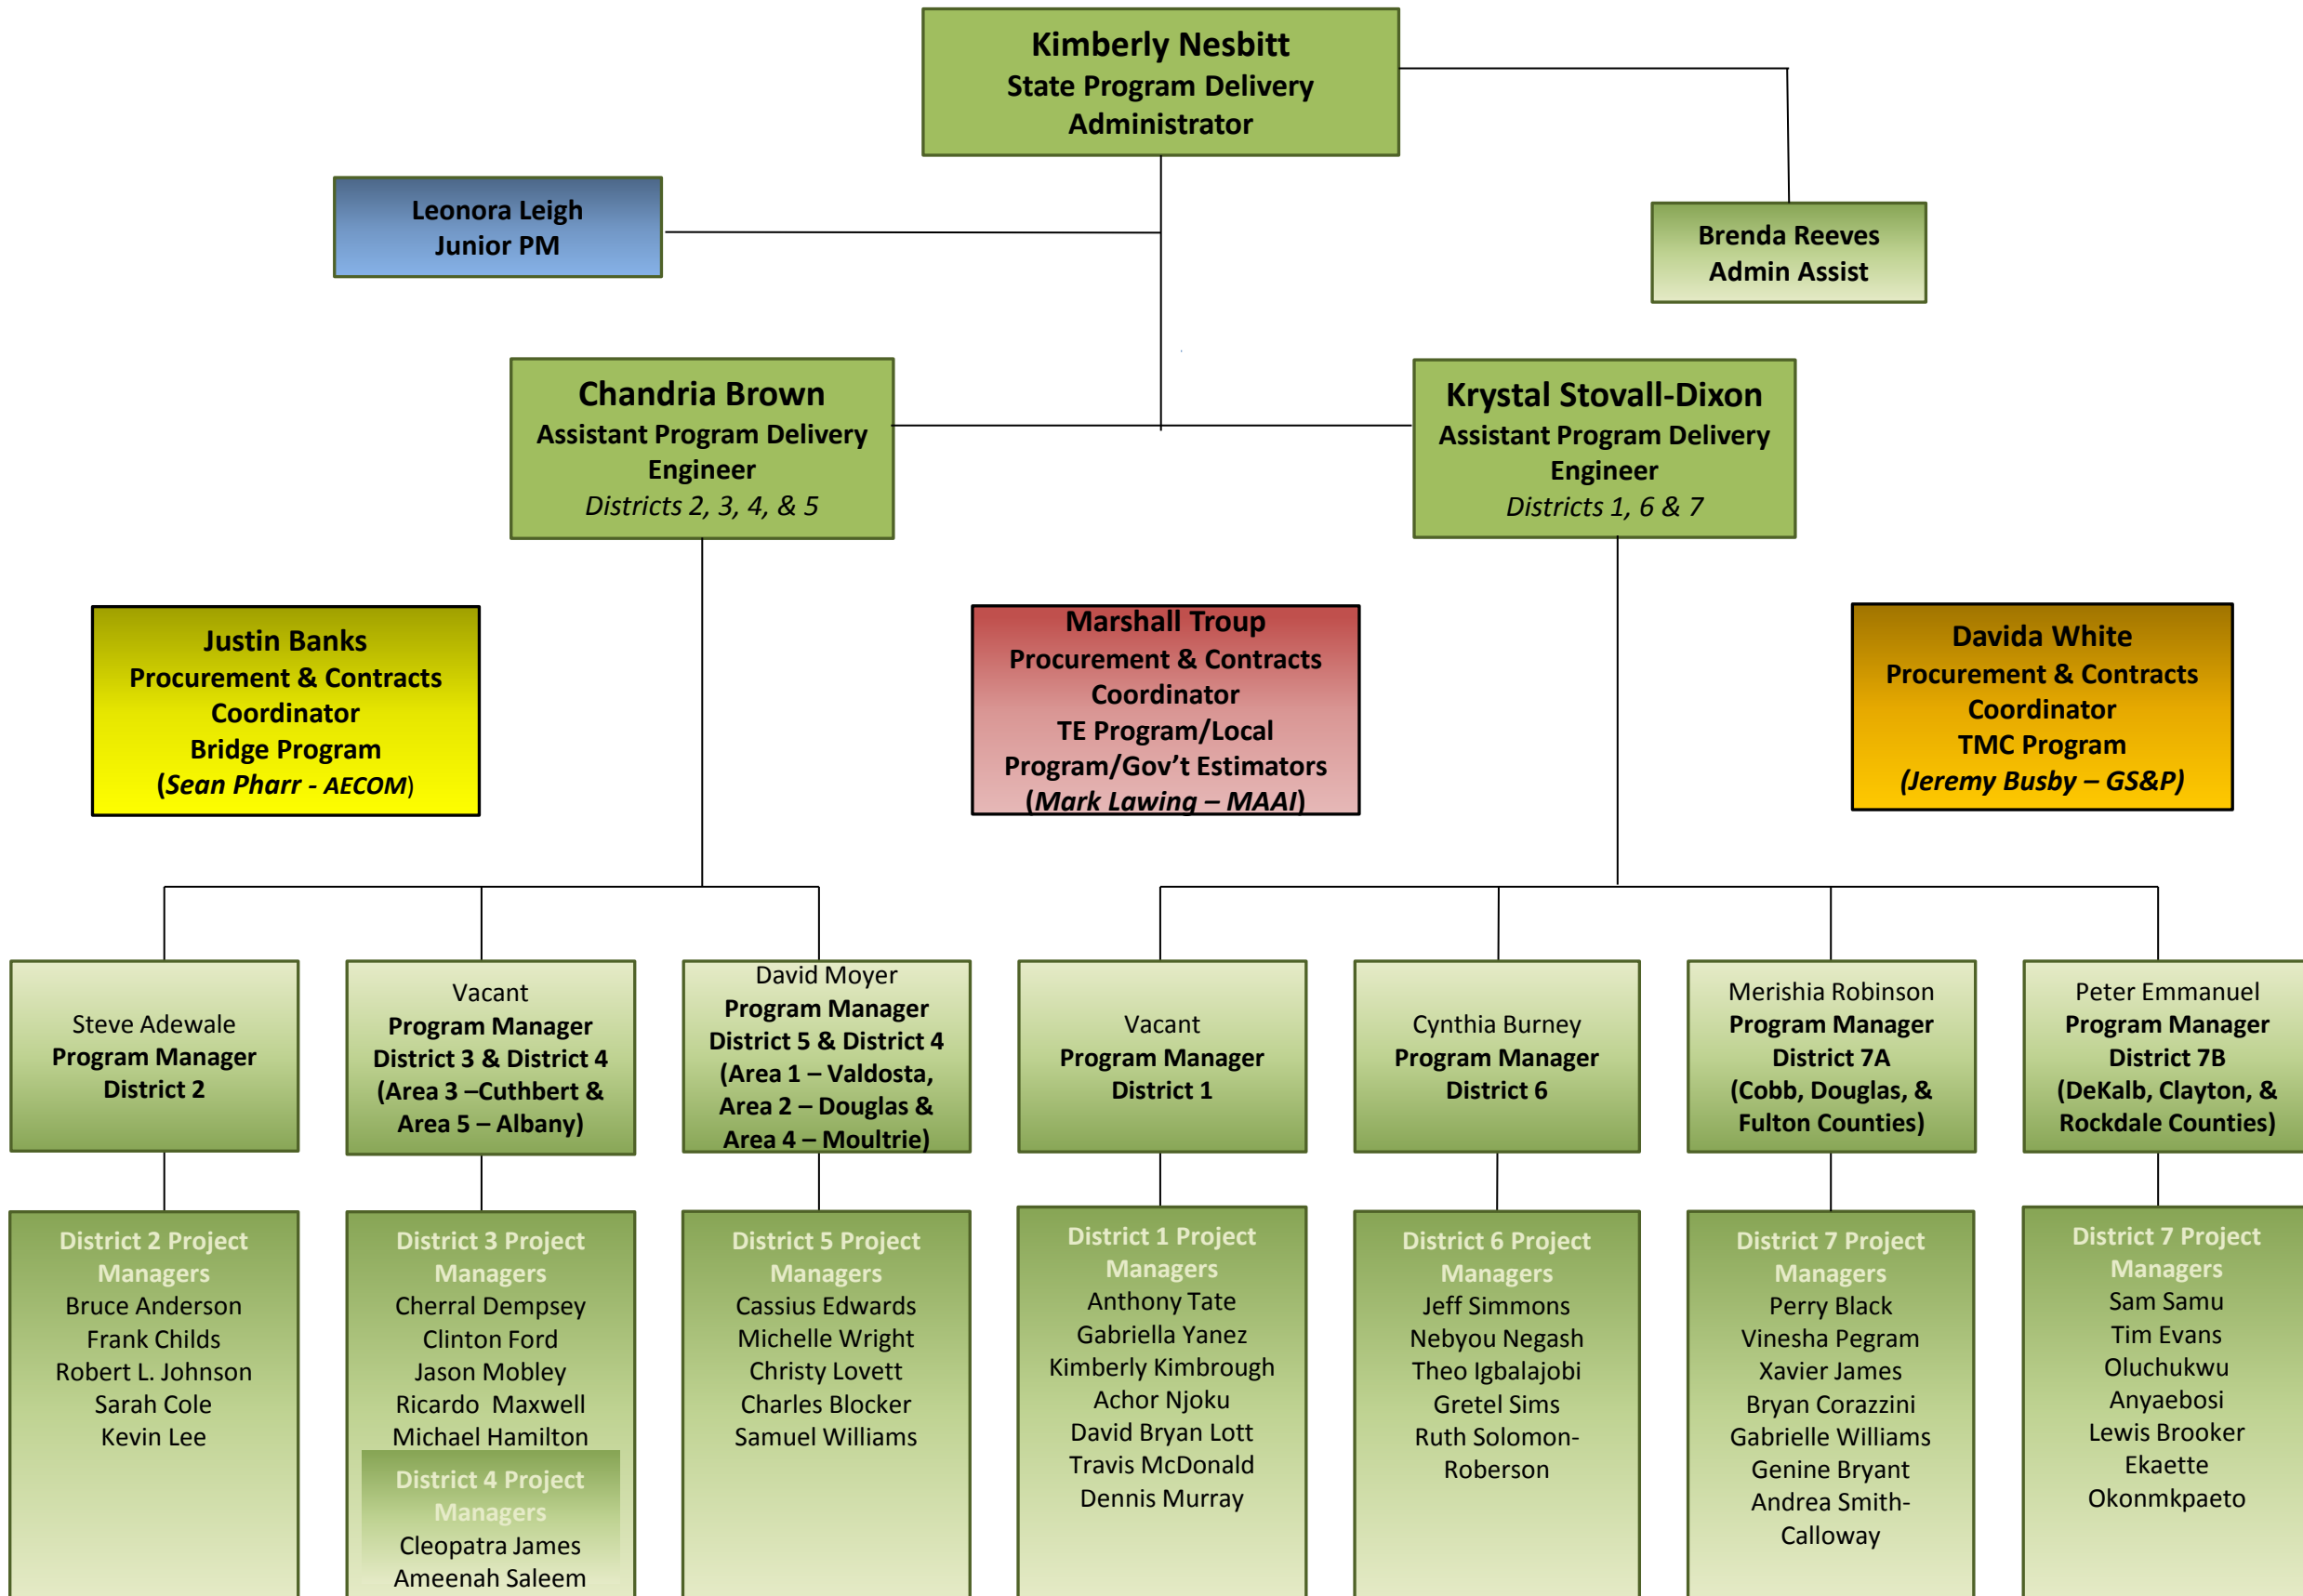 Kimberly Nesbitt
State Program Delivery
Administrator
Leonora Leigh
Junior PM
Brenda Reeves
Admin Assist
Chandria Brown
Assistant Program Delivery
Engineer
Districts 2, 3, 4, & 5
Krystal Stovall-Dixon
Assistant Program Delivery
Engineer
Districts 1, 6 & 7
Justin Banks
Procurement & Contracts
Coordinator
Bridge Program
(Sean Pharr - AECOM)
Marshall Troup
Procurement & Contracts
Coordinator
TE Program/Local
Program/Gov’t Estimators
(Mark Lawing – MAAI)
Davida White
Procurement & Contracts
Coordinator
TMC Program
(Jeremy Busby – GS&P)
Steve Adewale
Program Manager
District 2
Vacant
Program Manager
District 3 & District 4
(Area 3 –Cuthbert &
Area 5 – Albany)
David Moyer
Program Manager
District 5 & District 4
(Area 1 – Valdosta,
Area 2 – Douglas &
Area 4 – Moultrie)
Vacant
Program Manager
District 1
Cynthia Burney
Program Manager
District 6
Merishia Robinson
Program Manager
District 7A
(Cobb, Douglas, &
Fulton Counties)
Peter Emmanuel
Program Manager
District 7B
(DeKalb, Clayton, &
Rockdale Counties)
District 2 Project
Managers
Bruce Anderson
Frank Childs
Robert L. Johnson
Sarah Cole
Kevin Lee
District 3 Project
Managers
Cherral Dempsey
Clinton Ford
Jason Mobley
Ricardo Maxwell
Michael Hamilton
District 4 Project
Managers
Cleopatra James
Ameenah Saleem
District 5 Project
Managers
Cassius Edwards
Michelle Wright
Christy Lovett
Charles Blocker
Samuel Williams
District 1 Project
Managers
Anthony Tate
Gabriella Yanez
Kimberly Kimbrough
Achor Njoku
David Bryan Lott
Travis McDonald
Dennis Murray
District 6 Project
Managers
Jeff Simmons
Nebyou Negash
Theo Igbalajobi
Gretel Sims
Ruth Solomon-
Roberson
District 7 Project
Managers
Perry Black
Vinesha Pegram
Xavier James
Bryan Corazzini
Gabrielle Williams
Genine Bryant
Andrea Smith-
Calloway
District 7 Project
Managers
Sam Samu
Tim Evans
Oluchukwu
Anyaebosi
Lewis Brooker
Ekaette
Okonmkpaeto